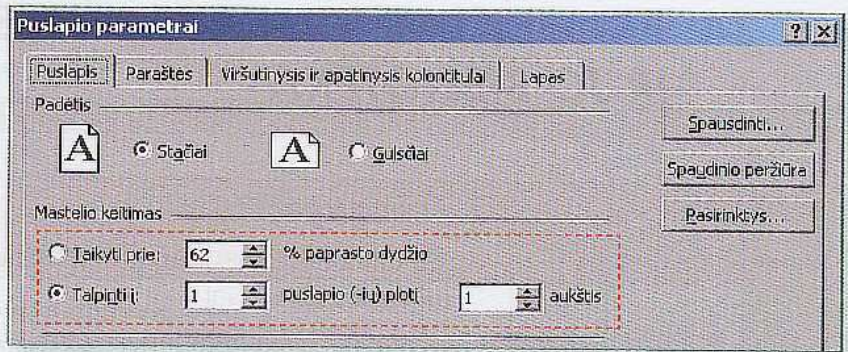 Puslapio parametrai
Puslapis Paraštės Viršutinysis ir apatinysis kolontitulai Lapas
Padėtis
A Stačiai A Gulsčiai
Spausdinti...
Spaudinio peržiūra
Pasirinktys...
Mastelio keitimas
Taikyti prie: 62 % paprasto dydžio
Talpinti į: 1 puslapio (-ių) plotį 1 aukštis